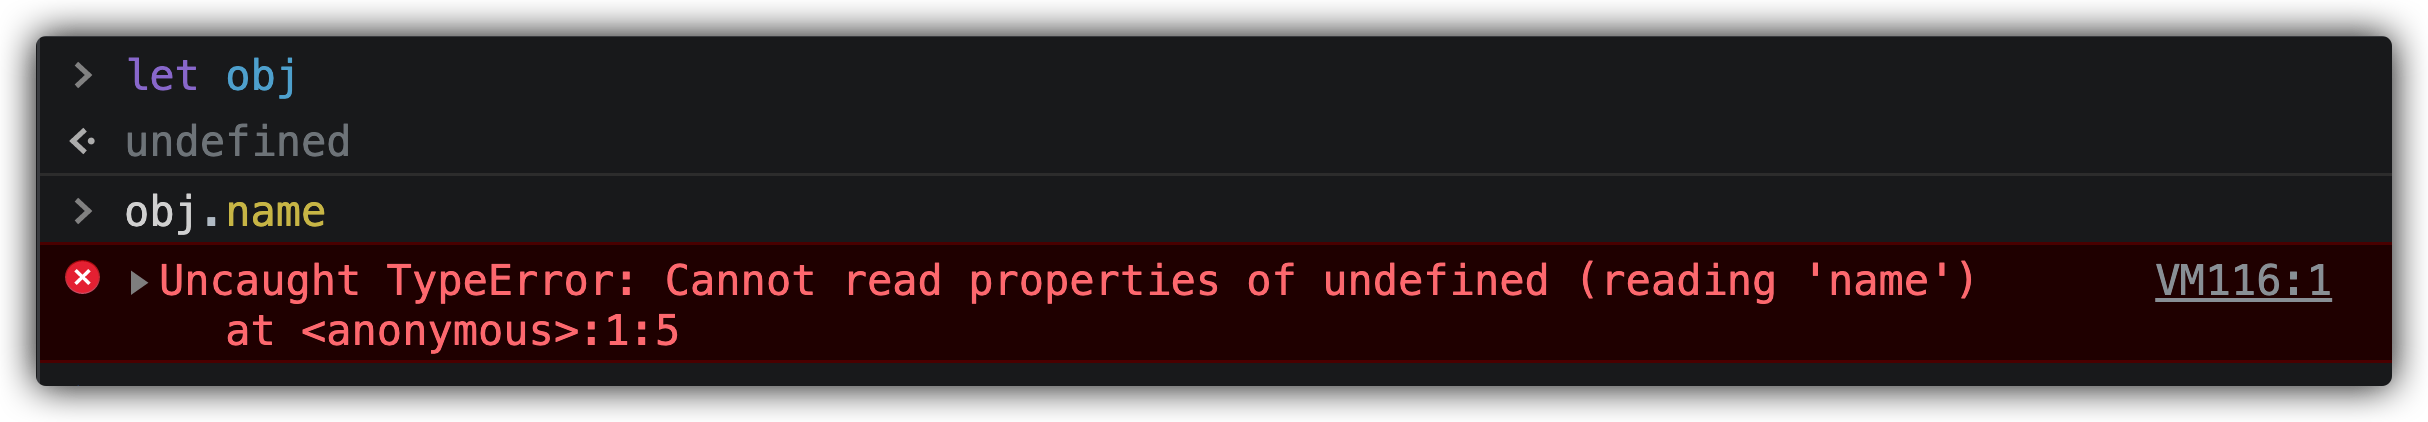 let obj
undefined
obj.name
Uncaught TypeError: Cannot read properties of undefined (reading 'name') VM116:1
at <anonymous>:1:5